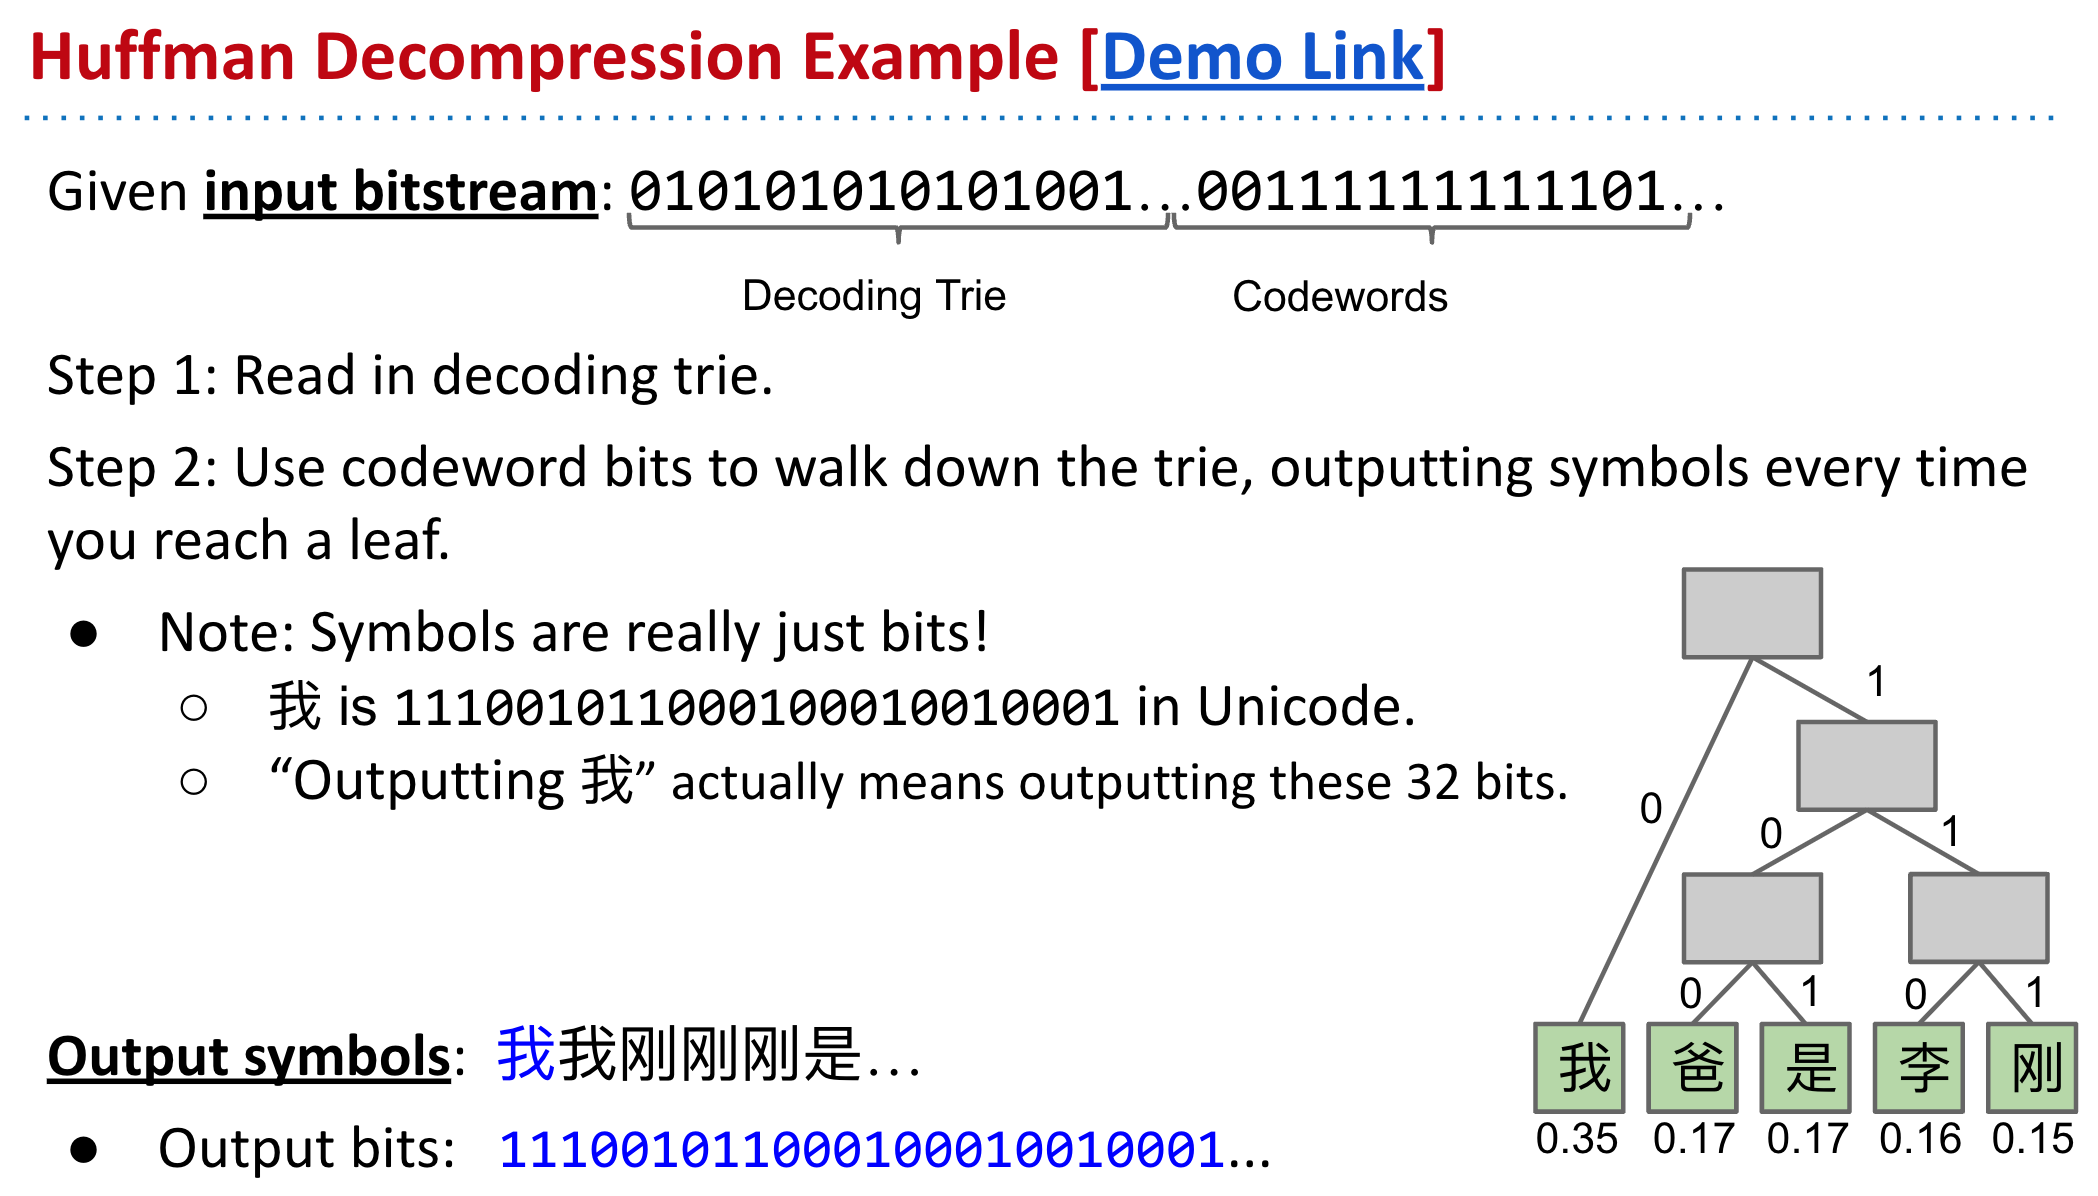 Huffman Decompression Example [Demo Link]
Given input bitstream: 010101010101001...00111111111101...
Decoding Trie
Codewords
Step 1: Read in decoding trie.
Step 2: Use codeword bits to walk down the trie, outputting symbols every time
you reach a leaf.
● Note: Symbols are really just bits!
○ 我 is 111001011000100010010001 in Unicode.
○ “Outputting 我” actually means outputting these 32 bits.
Output symbols: 我我刚刚刚是...
● Output bits: 111001011000100010010001...
1
0
0 1
0 1 0 1
我 爸 是 李 刚
0.35 0.17 0.17 0.16 0.15